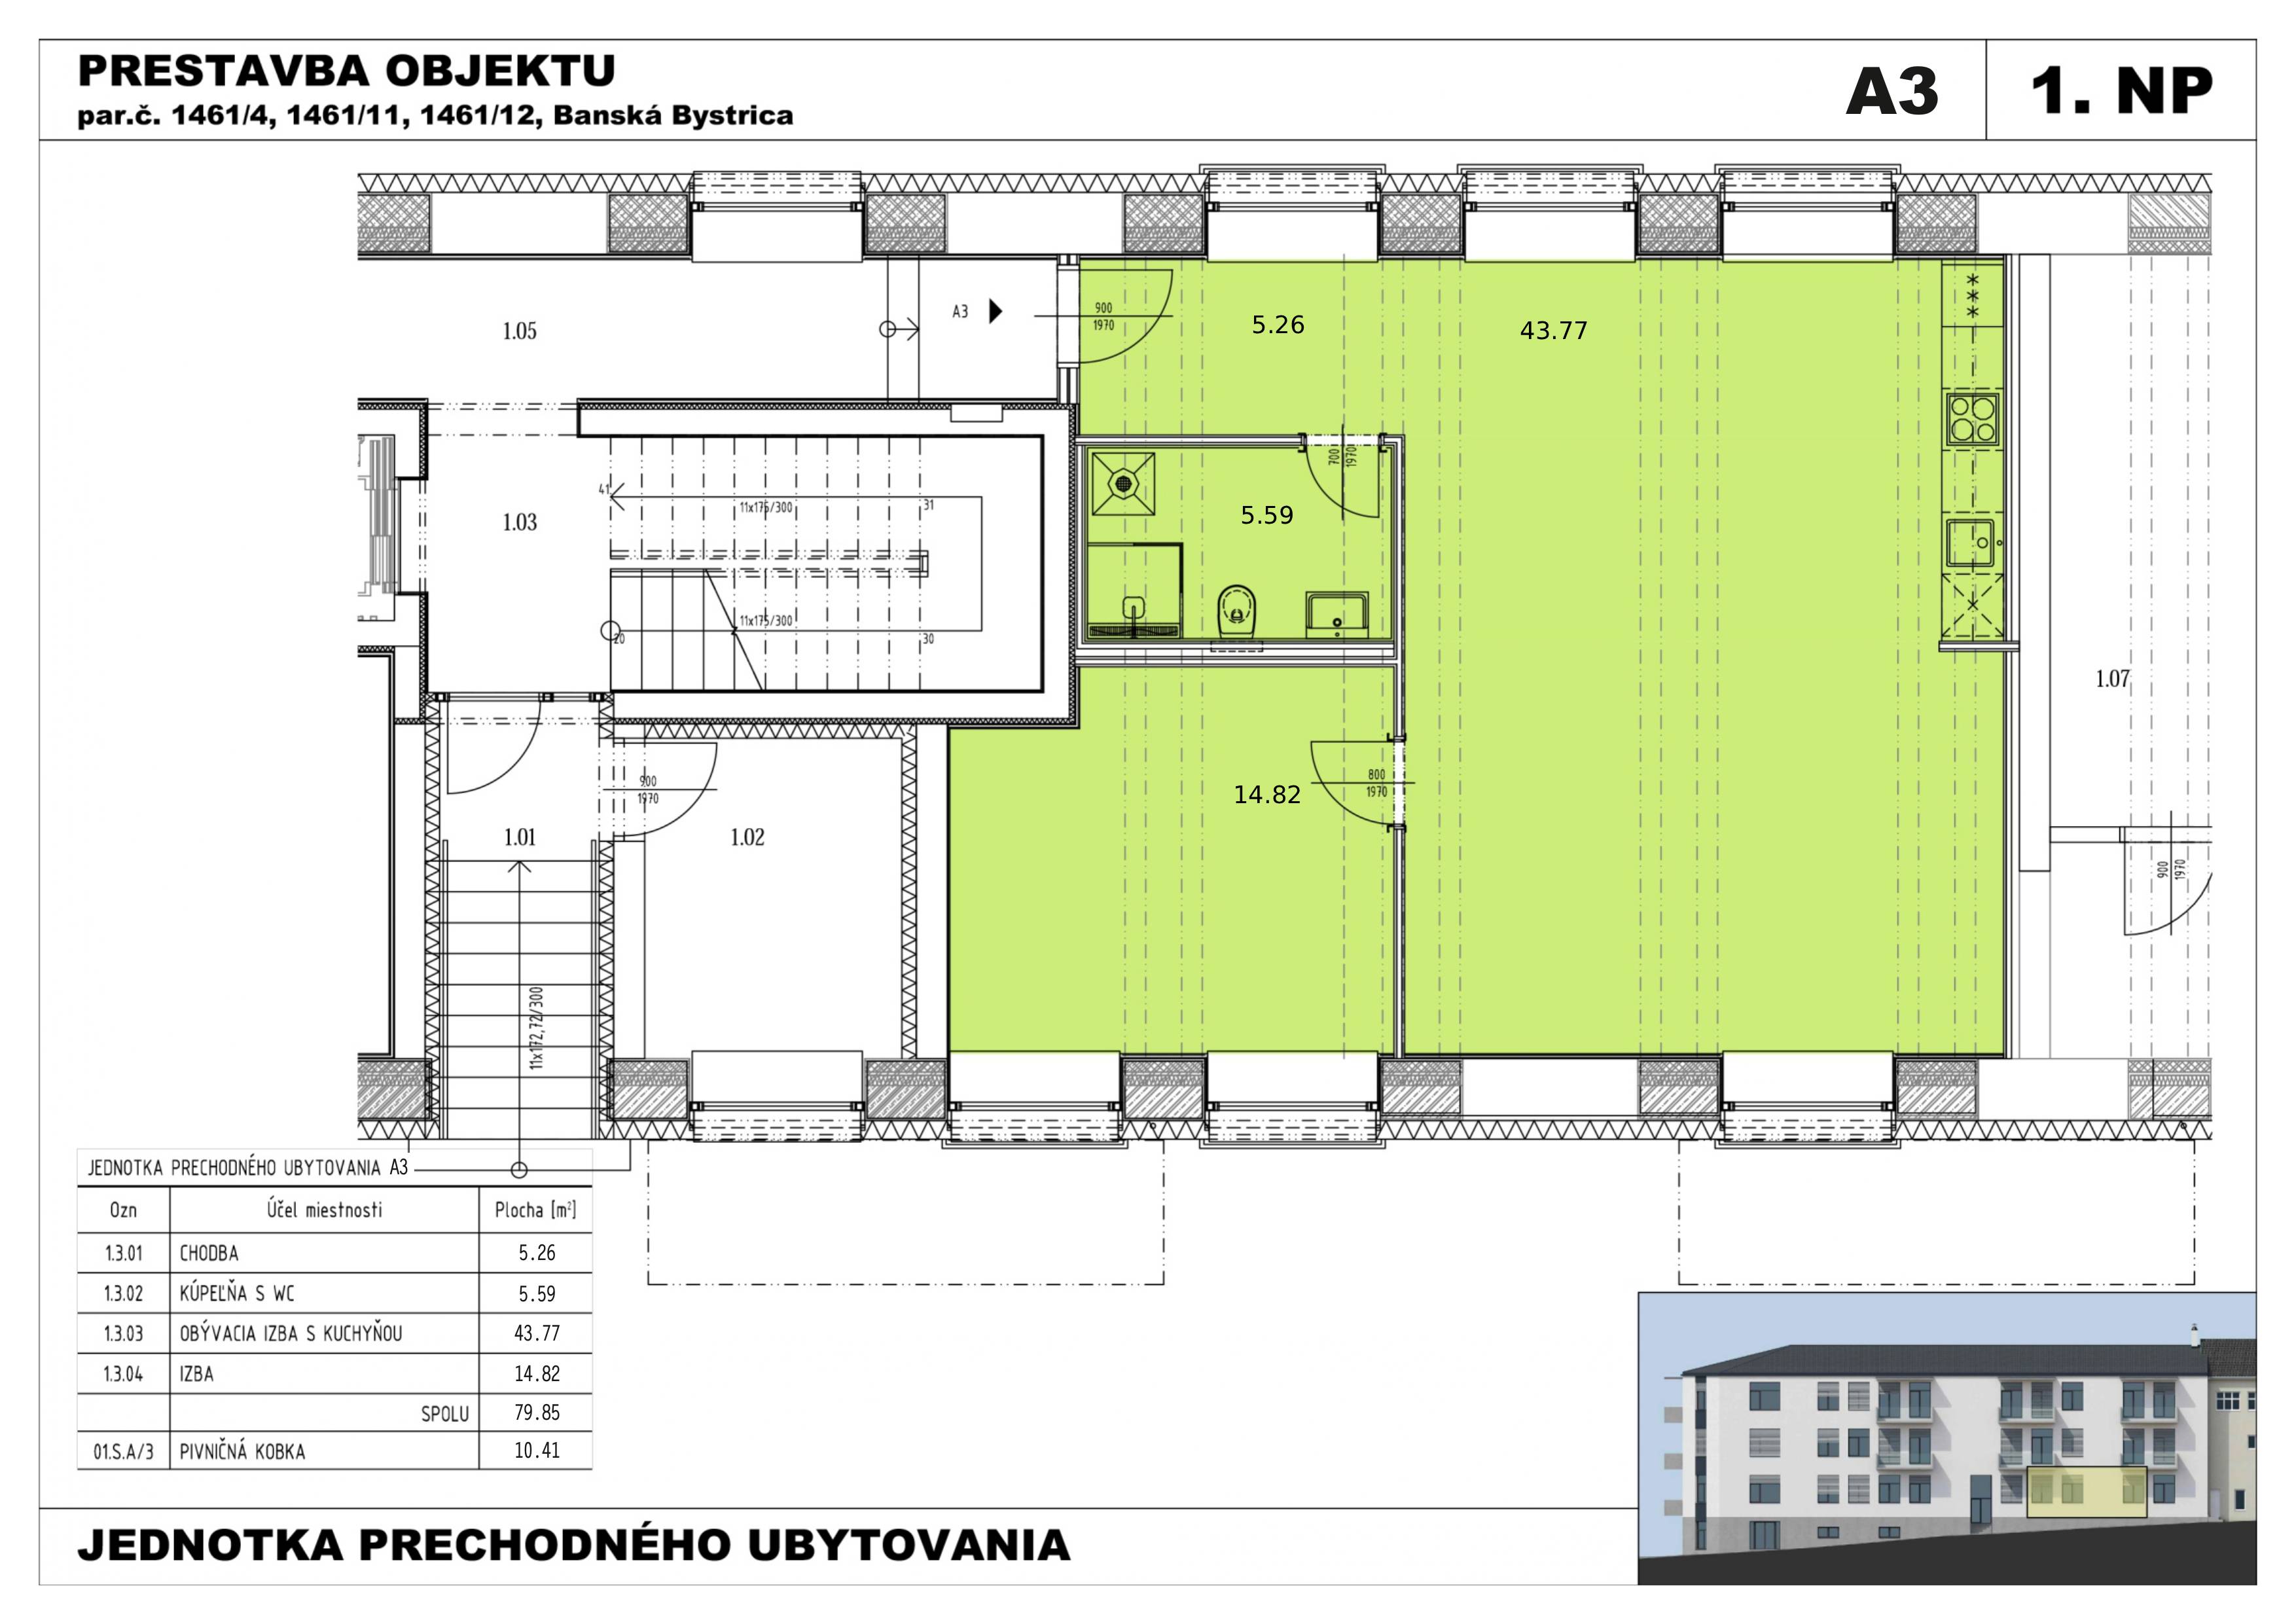 PRESTAVBA OBJEKTU
par.č. 1461/4, 1461/11, 1461/12, Banská Bystrica
A3
1. NP
1.05
A3
900
1970
5.26
43.77
700
1970
1.03
41
11x175/300
31
5.59
11x175/300
20
30
1.07
900
1970
800
1970
14.82
1.01
1.02
900
1970
11x172,72/300
JEDNOTKA PRECHODNÉHO UBYTOVANIA A3
Ozn Účel miestnosti Plocha [m²]
1.3.01 CHODBA 5.26
1.3.02 KÚPEĽŇA S WC 5.59
1.3.03 OBÝVACIA IZBA S KUCHYŇOU 43.77
1.3.04 IZBA 14.82
SPOLU 79.85
01.S.A/3 PIVNIČNÁ KOBKA 10.41
JEDNOTKA PRECHODNÉHO UBYTOVANIA